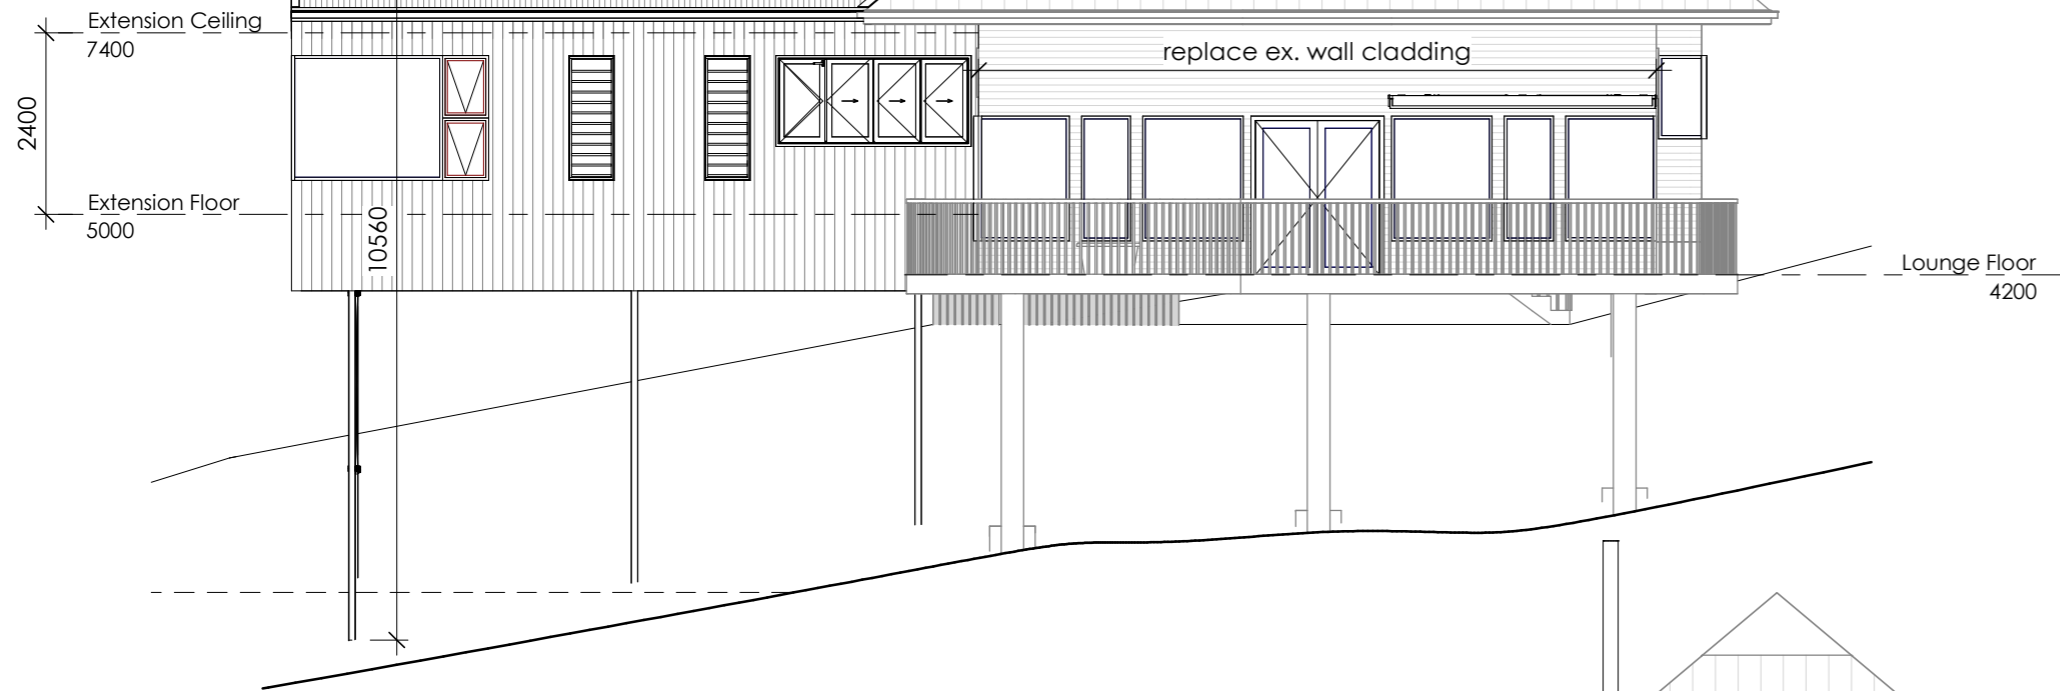 Extension Ceiling
7400
replace ex. wall cladding
2400
Extension Floor
5000
10560
Lounge Floor
4200